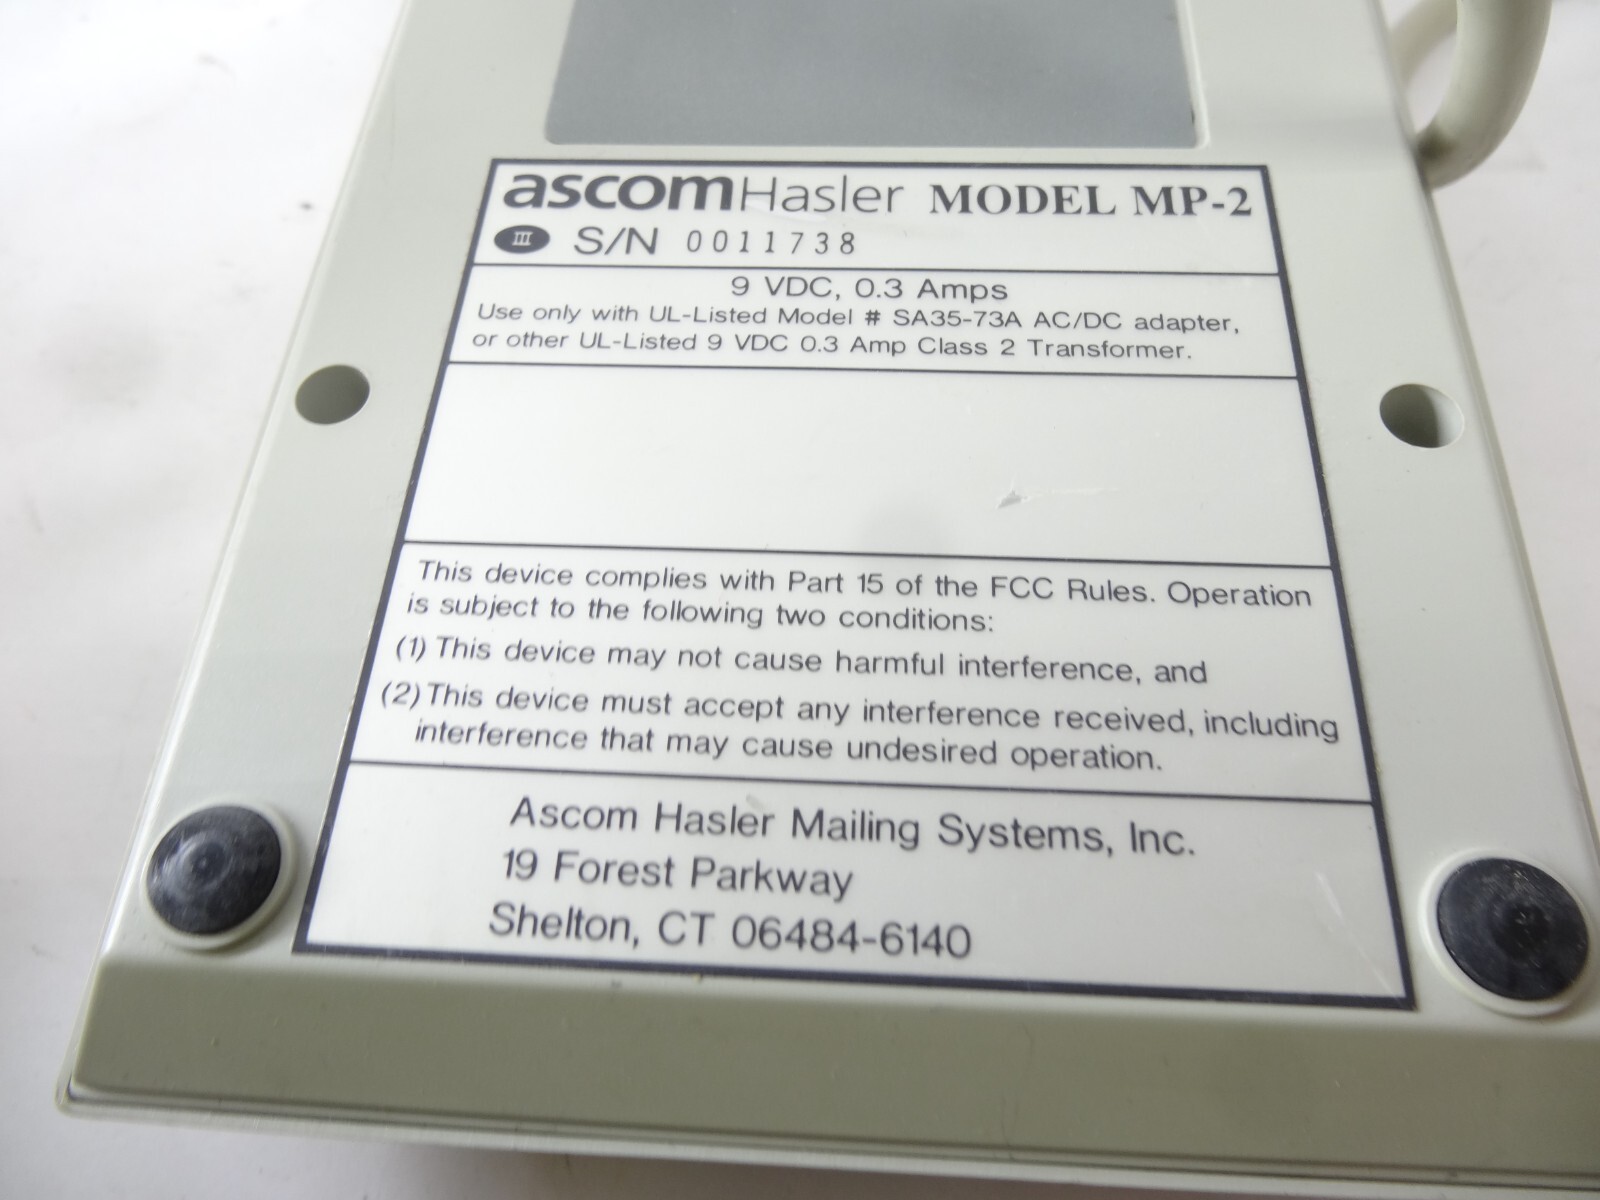 ascom Hasler MODEL MP-2
III S/N 0011738
9 VDC, 0.3 Amps
Use only with UL-Listed Model # SA35-73A AC/DC adapter,
or other UL-Listed 9 VDC 0.3 Amp Class 2 Transformer.
This device complies with Part 15 of the FCC Rules. Operation
is subject to the following two conditions:
(1) This device may not cause harmful interference, and
(2) This device must accept any interference received, including
interference that may cause undesired operation.
Ascom Hasler Mailing Systems, Inc.
19 Forest Parkway
Shelton, CT 06484-6140